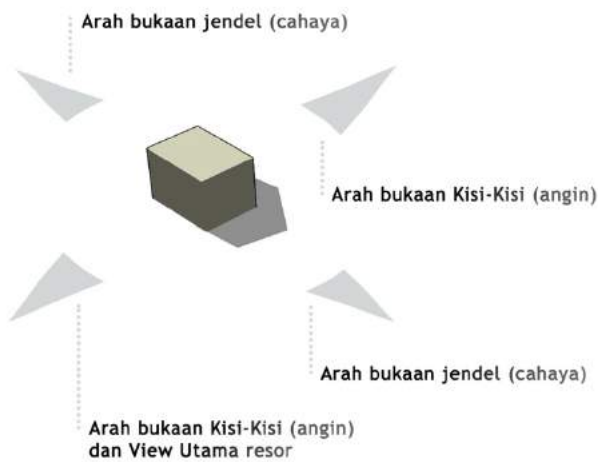 Arah bukaan jendel (cahaya)
Arah bukaan Kisi-Kisi (angin)
Arah bukaan jendel (cahaya)
Arah bukaan Kisi-Kisi (angin)
dan View Utama resor